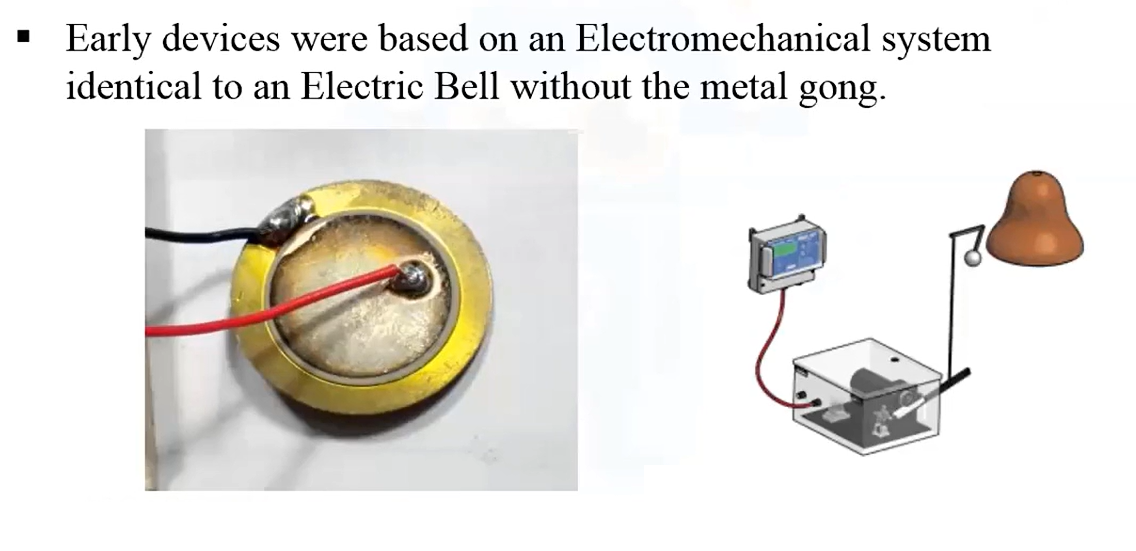 ▪ Early devices were based on an Electromechanical system
identical to an Electric Bell without the metal gong.